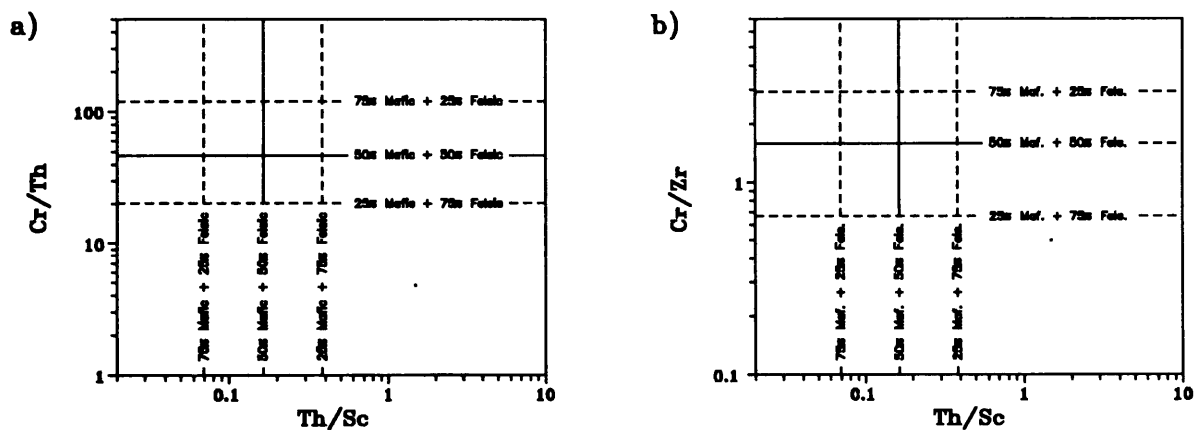 a)
Cr/Th
100
10
1
75% Mafic + 25% Felsic
50% Mafic + 50% Felsic
25% Mafic + 75% Felsic
75% Mafic + 25% Felsic
50% Mafic + 50% Felsic
25% Mafic + 75% Felsic
0.1
1
10
Th/Sc
b)
Cr/Zr
1
0.1
75% Maf. + 25% Fels.
50% Maf. + 50% Fels.
25% Maf. + 75% Fels.
75% Maf. + 25% Fels.
50% Maf. + 50% Fels.
25% Maf. + 75% Fels.
0.1
1
10
Th/Sc